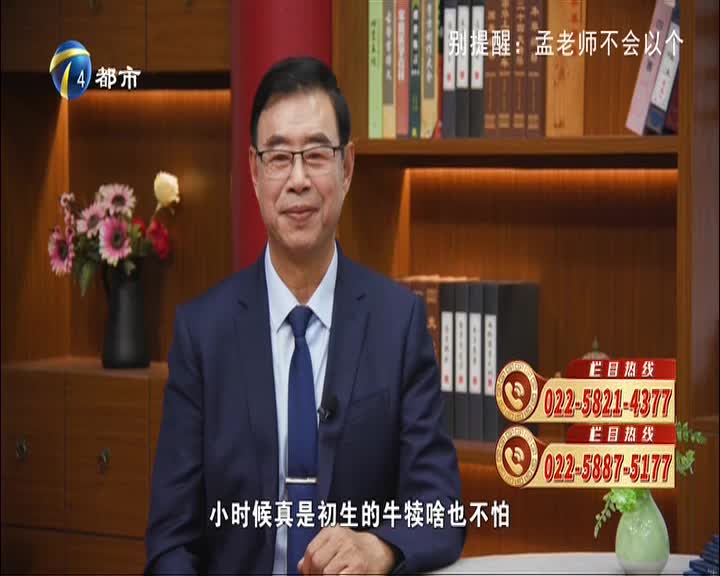 别提醒：孟老师不会以个
4 都市
栏目热线
022-5821-4377
栏目热线
022-5887-5177
小时候真是初生的牛犊啥也不怕